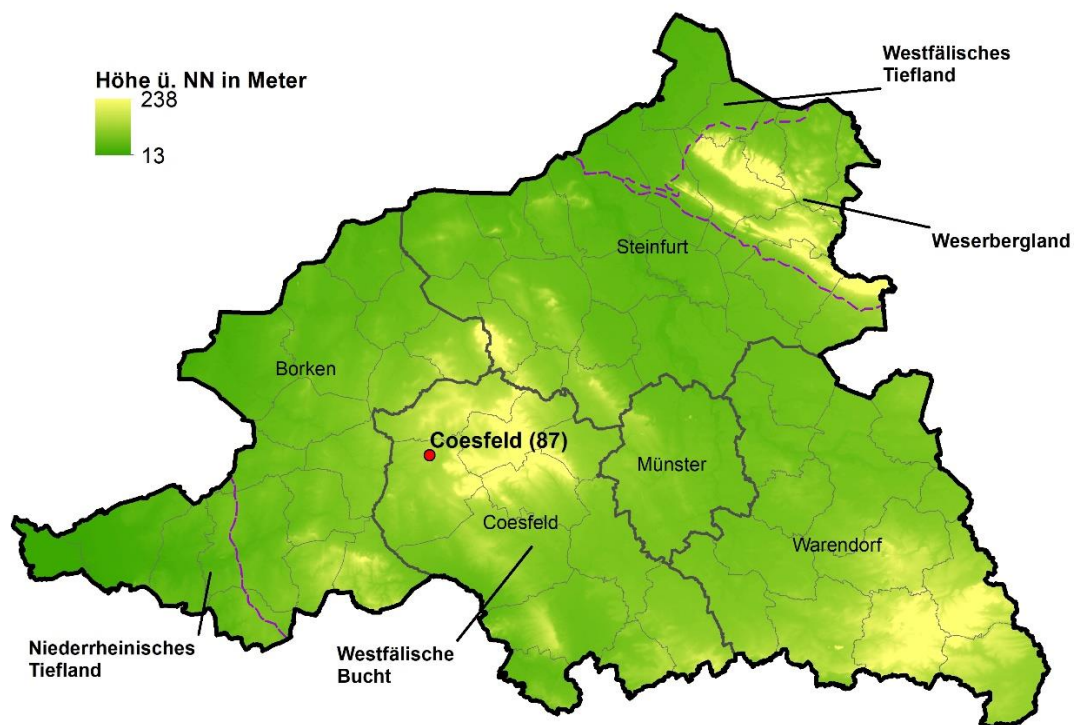 Westfälisches
Tiefland
Höhe ü. NN in Meter
238
13
Weserbergland
Steinfurt
Borken
Coesfeld (87)
Münster
Coesfeld
Warendorf
Niederrheinisches
Tiefland
Westfälische
Bucht